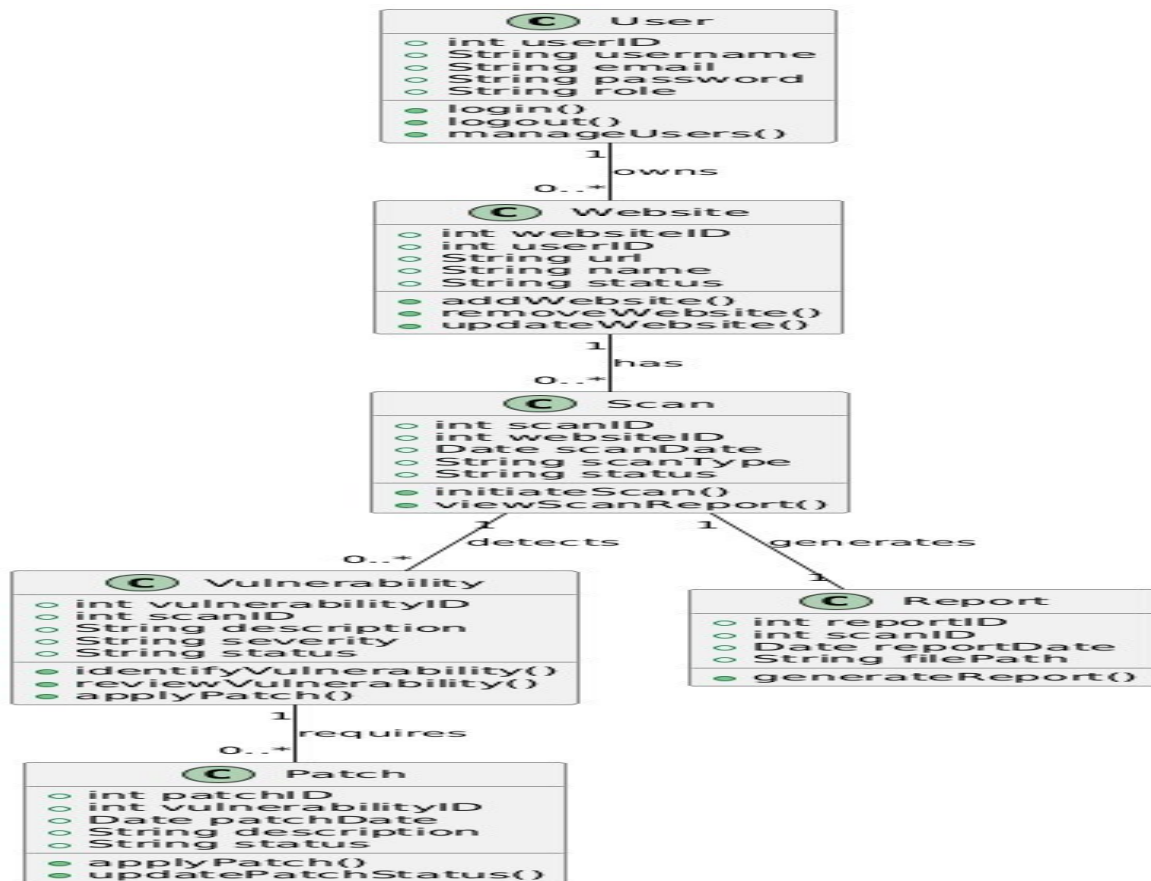 C User
int userID
String username
String email
String password
String role
login()
logout()
manageUsers()
1
owns
0..*
C Website
int websiteID
int userID
String url
String name
String status
addWebsite()
removeWebsite()
updateWebsite()
1
has
0..*
C Scan
int scanID
int websiteID
Date scanDate
String scanType
String status
initiateScan()
viewScanReport()
1
detects
0..*
1
generates
1
C Vulnerability
int vulnerabilityID
int scanID
String description
String severity
String status
identifyVulnerability()
reviewVulnerability()
applyPatch()
C Report
int reportID
int scanID
Date reportDate
String filePath
generateReport()
1
requires
0..*
C Patch
int patchID
int vulnerabilityID
Date patchDate
String description
String status
applyPatch()
updatePatchStatus()